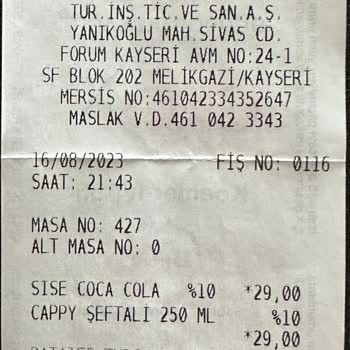 TUR.İNŞ.TİC.VE SAN.A.Ş.
YANIKOĞLU MAH.SİVAS CD.
FORUM KAYSERİ AVM NO:24-1
SF BLOK 202 MELİKGAZİ/KAYSERİ
MERSİS NO:461042334352647
MASLAK V.D.461 042 3343
16/08/2023 FİŞ NO: 0116
SAAT: 21:43
MASA NO: 427
ALT MASA NO: 0
SISE COCA COLA %10 *29,00
CAPPY ŞEFTALİ 250 ML %10
*29,00